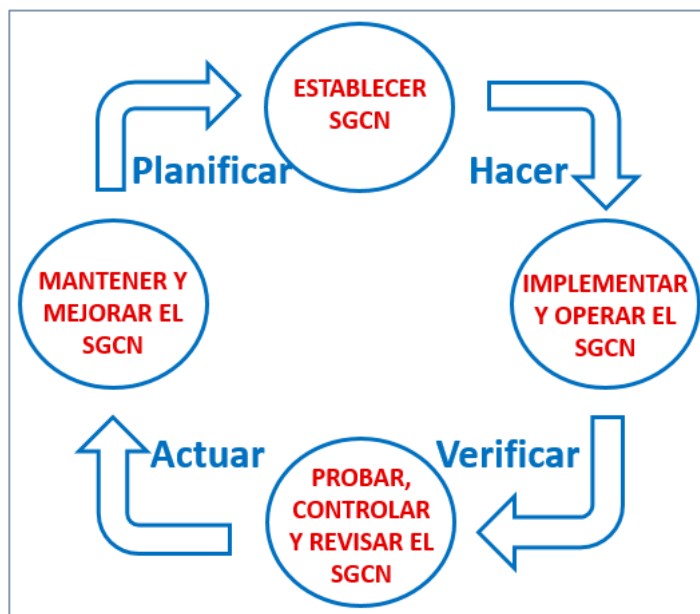 ESTABLECER
SGCN
Planificar
Hacer
MANTENER Y
MEJORAR EL
SGCN
IMPLEMENTAR
Y OPERAR EL
SGCN
Actuar
Verificar
PROBAR,
CONTROLAR
Y REVISAR EL
SGCN